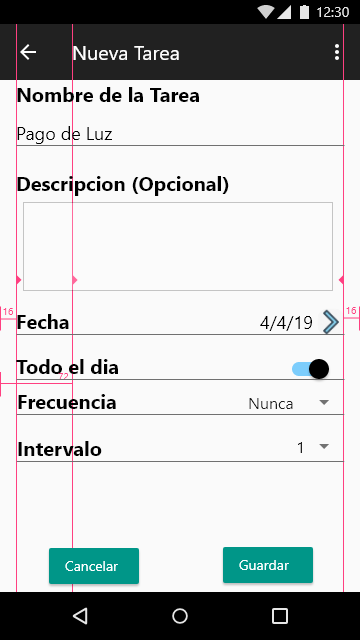 12:30
Nueva Tarea
Nombre de la Tarea
Pago de Luz
Descripcion (Opcional)
16
16
Fecha 4/4/19
Todo el dia
72
Frecuencia Nunca
Intervalo 1
Cancelar Guardar